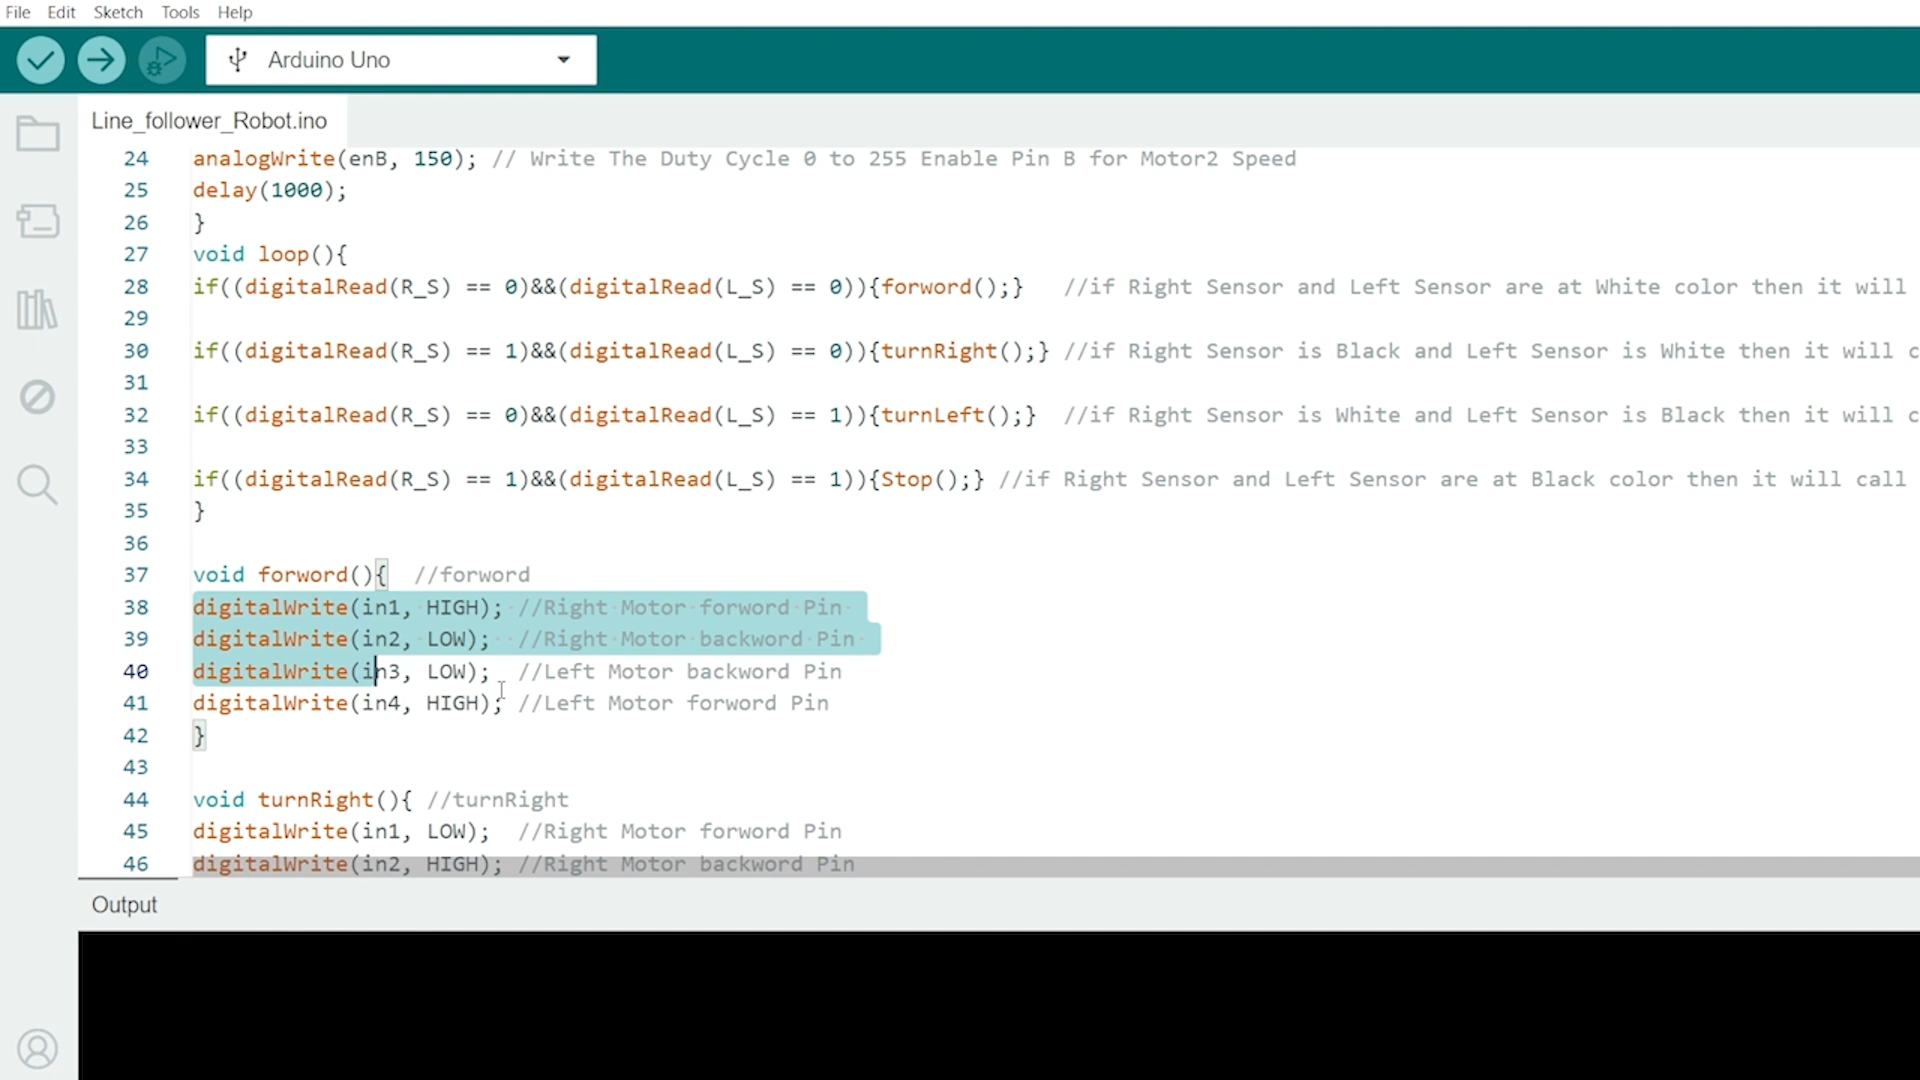 File Edit Sketch Tools Help
Arduino Uno
Line_follower_Robot.ino
24 analogWrite(enB, 150); // Write The Duty Cycle 0 to 255 Enable Pin B for Motor2 Speed
25 delay(1000);
26 }
27 void loop(){
28 if((digitalRead(R_S) == 0)&&(digitalRead(L_S) == 0)){forword();}   //if Right Sensor and Left Sensor are at White color then it will
29
30 if((digitalRead(R_S) == 1)&&(digitalRead(L_S) == 0)){turnRight();} //if Right Sensor is Black and Left Sensor is White then it will c
31
32 if((digitalRead(R_S) == 0)&&(digitalRead(L_S) == 1)){turnLeft();}  //if Right Sensor is White and Left Sensor is Black then it will c
33
34 if((digitalRead(R_S) == 1)&&(digitalRead(L_S) == 1)){Stop();} //if Right Sensor and Left Sensor are at Black color then it will call
35 }
36
37 void forword(){  //forword
38 digitalWrite(in1, HIGH); //Right Motor forword Pin
39 digitalWrite(in2, LOW);  //Right Motor backword Pin
40 digitalWrite(in3, LOW);  //Left Motor backword Pin
41 digitalWrite(in4, HIGH); //Left Motor forword Pin
42 }
43
44 void turnRight(){ //turnRight
45 digitalWrite(in1, LOW);  //Right Motor forword Pin
46 digitalWrite(in2, HIGH); //Right Motor backword Pin
Output